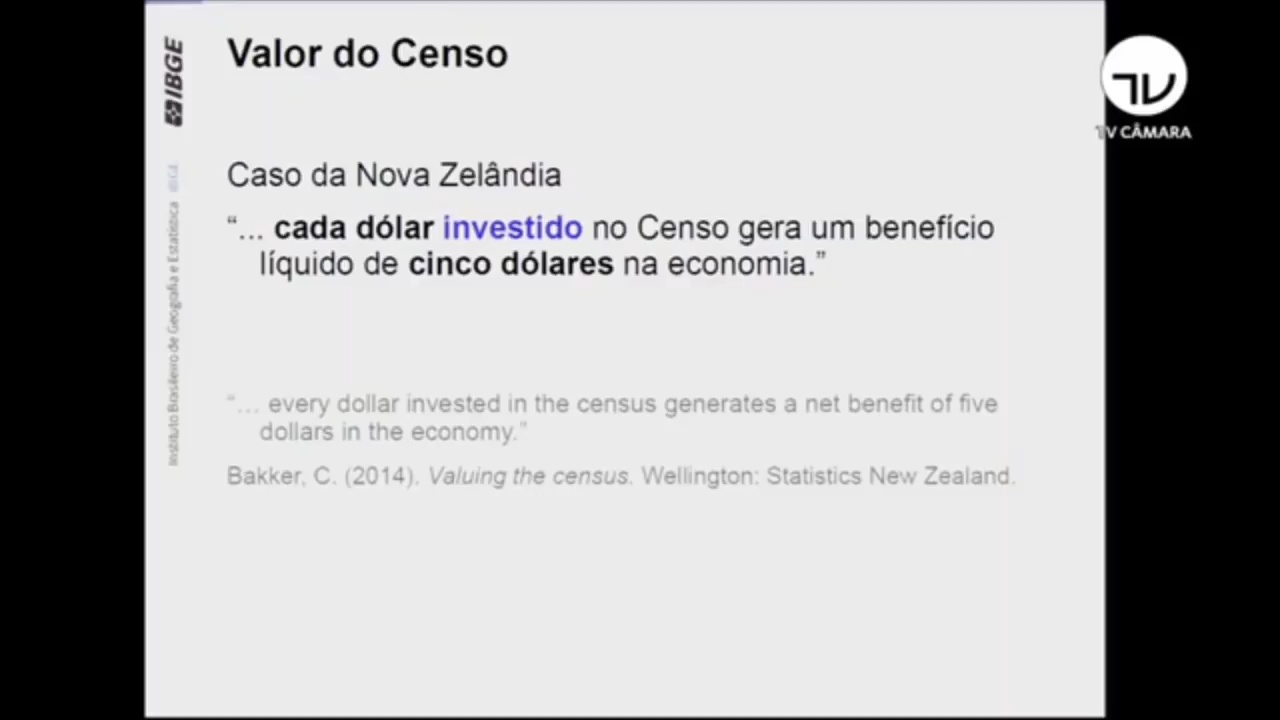 Valor do Censo
IBGE
Instituto Brasileiro de Geografia e Estatística
TV CÂMARA
Caso da Nova Zelândia
“... cada dólar investido no Censo gera um benefício
líquido de cinco dólares na economia.”
“... every dollar invested in the census generates a net benefit of five
dollars in the economy.”
Bakker, C. (2014). Valuing the census. Wellington: Statistics New Zealand.